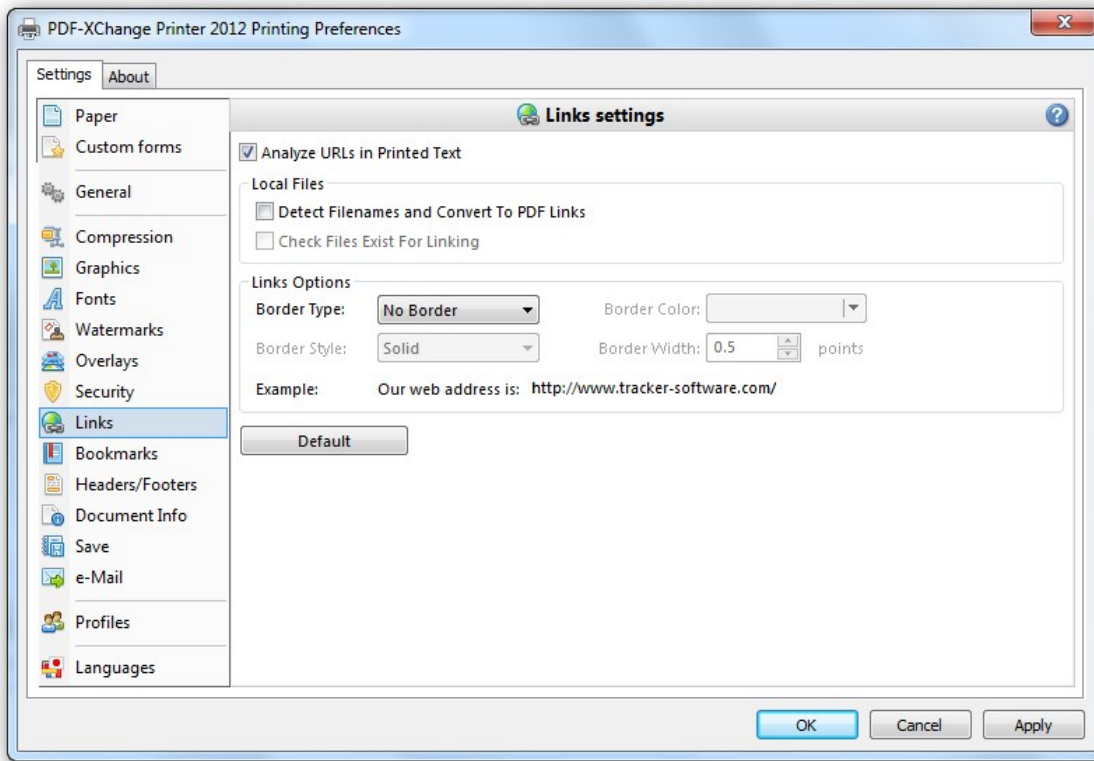 PDF-XChange Printer 2012 Printing Preferences
Settings
About
Paper
Custom forms
General
Compression
Graphics
Fonts
Watermarks
Overlays
Security
Links
Bookmarks
Headers/Footers
Document Info
Save
e-Mail
Profiles
Languages
Links settings
Analyze URLs in Printed Text
Local Files
Detect Filenames and Convert To PDF Links
Check Files Exist For Linking
Links Options
Border Type: No Border Border Color:
Border Style: Solid Border Width: 0.5 points
Example: Our web address is: http://www.tracker-software.com/
Default
OK Cancel Apply